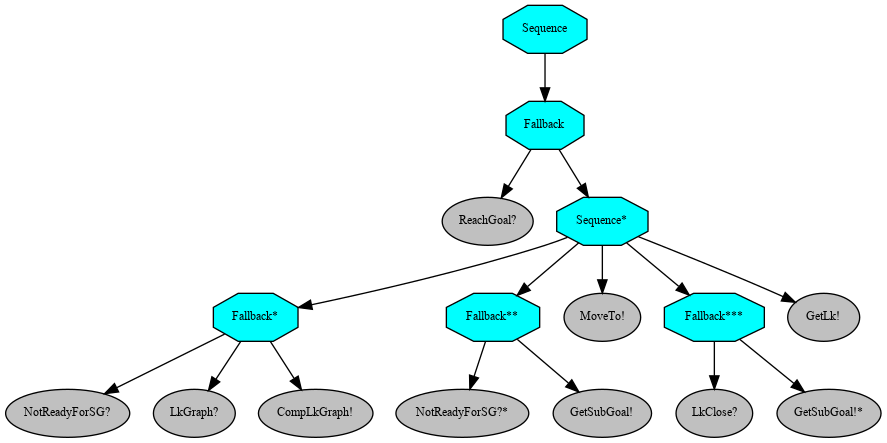 Sequence
Fallback
ReachGoal?
Sequence*
Fallback*
Fallback**
MoveTo!
Fallback***
GetLk!
NotReadyForSG?
LkGraph?
CompLkGraph!
NotReadyForSG?*
GetSubGoal!
LkClose?
GetSubGoal!*